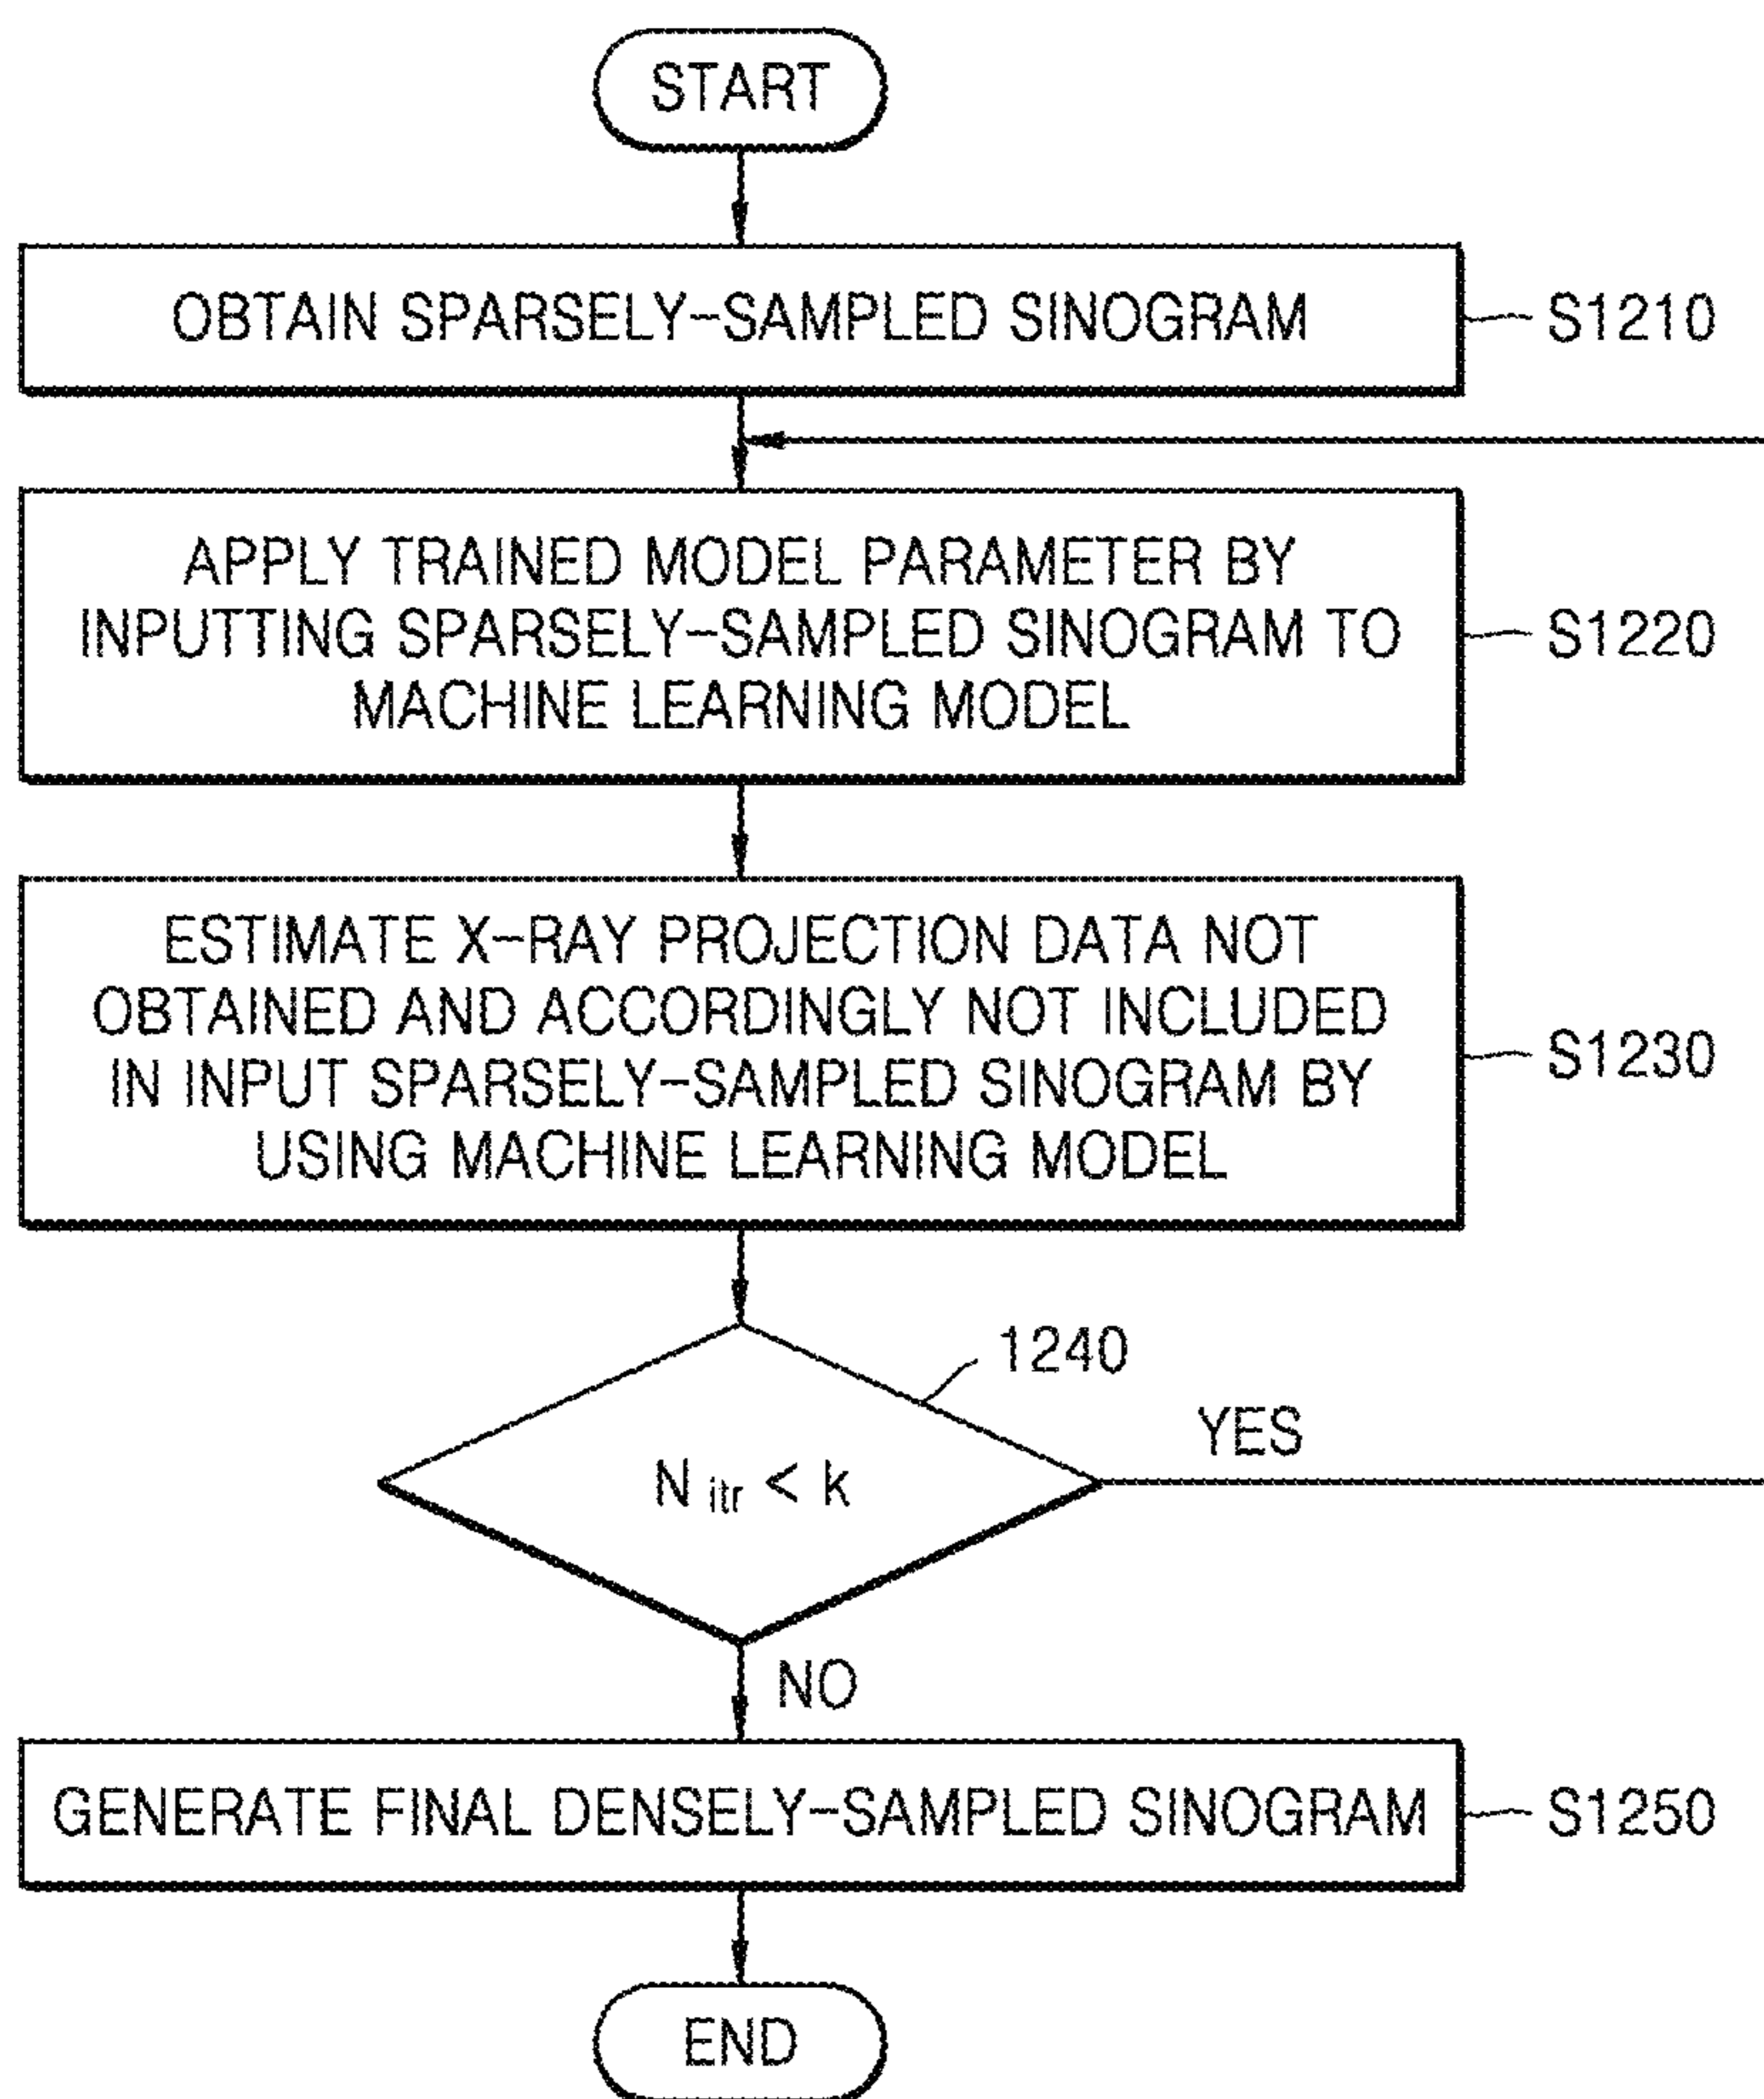 START
OBTAIN SPARSELY-SAMPLED SINOGRAM
S1210
APPLY TRAINED MODEL PARAMETER BY
INPUTTING SPARSELY-SAMPLED SINOGRAM TO
MACHINE LEARNING MODEL
S1220
ESTIMATE X-RAY PROJECTION DATA NOT
OBTAINED AND ACCORDINGLY NOT INCLUDED
IN INPUT SPARSELY-SAMPLED SINOGRAM BY
USING MACHINE LEARNING MODEL
S1230
1240
N itr < k
YES
NO
GENERATE FINAL DENSELY-SAMPLED SINOGRAM
S1250
END